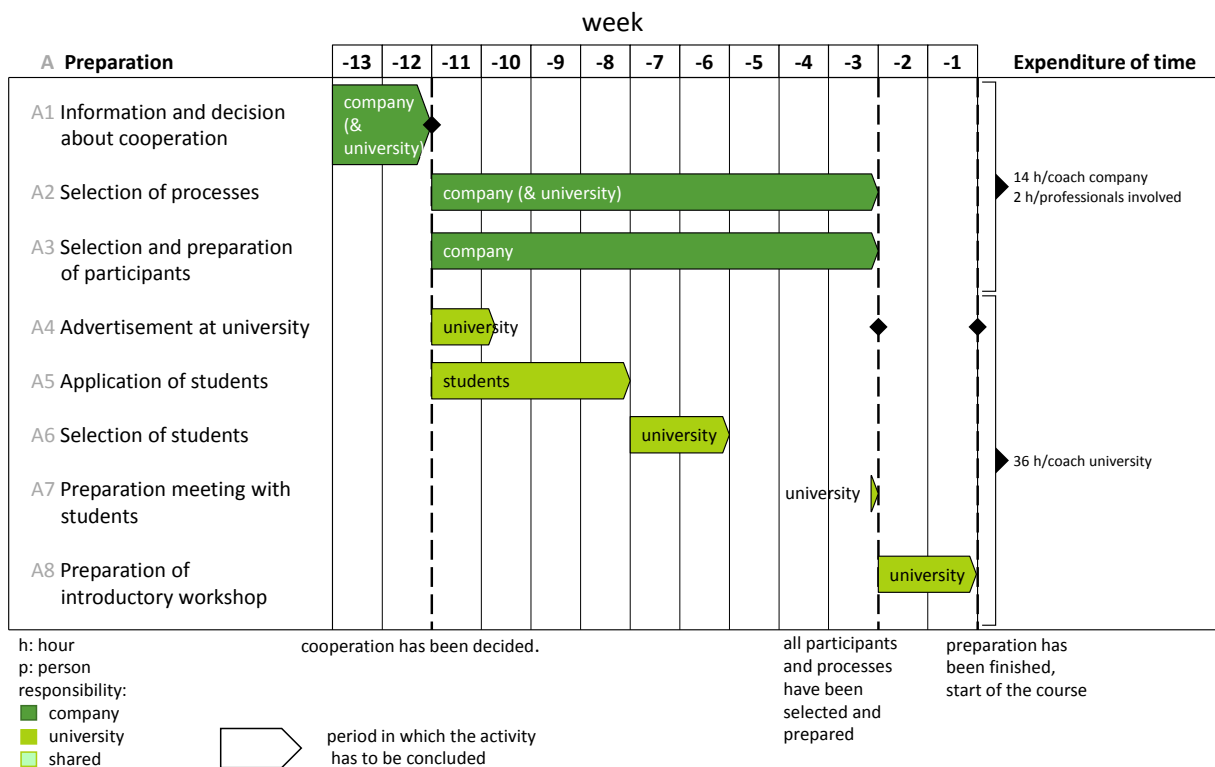 week
A Preparation
-13 -12 -11 -10 -9 -8 -7 -6 -5 -4 -3 -2 -1
Expenditure of time
A1 Information and decision
about cooperation
company
(&
university)
A2 Selection of processes
company (& university)
14 h/coach company
2 h/professionals involved
A3 Selection and preparation
of participants
company
A4 Advertisement at university
university
A5 Application of students
students
A6 Selection of students
university
36 h/coach university
A7 Preparation meeting with
students
university
A8 Preparation of
introductory workshop
university
h: hour
p: person
responsibility:
company
university
shared
cooperation has been decided.
period in which the activity
has to be concluded
all participants
and processes
have been
selected and
prepared
preparation has
been finished,
start of the course